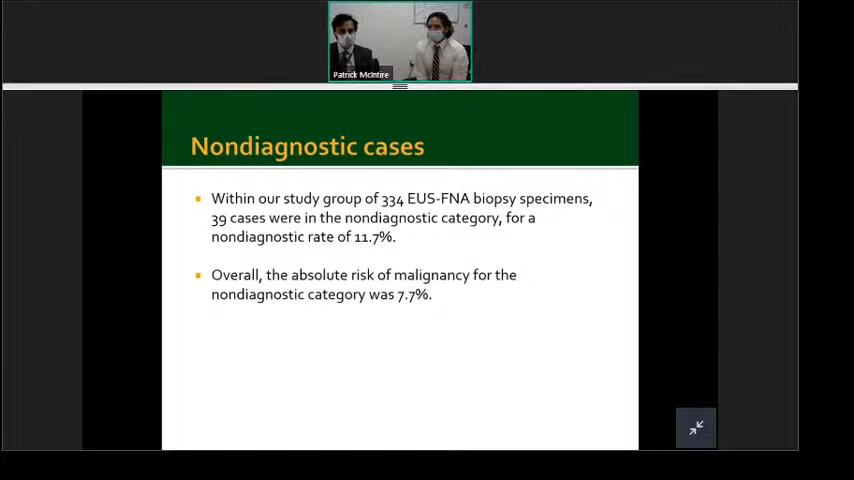 Patrick McIntire
Nondiagnostic cases
Within our study group of 334 EUS-FNA biopsy specimens,
39 cases were in the nondiagnostic category, for a
nondiagnostic rate of 11.7%.
Overall, the absolute risk of malignancy for the
nondiagnostic category was 7.7%.